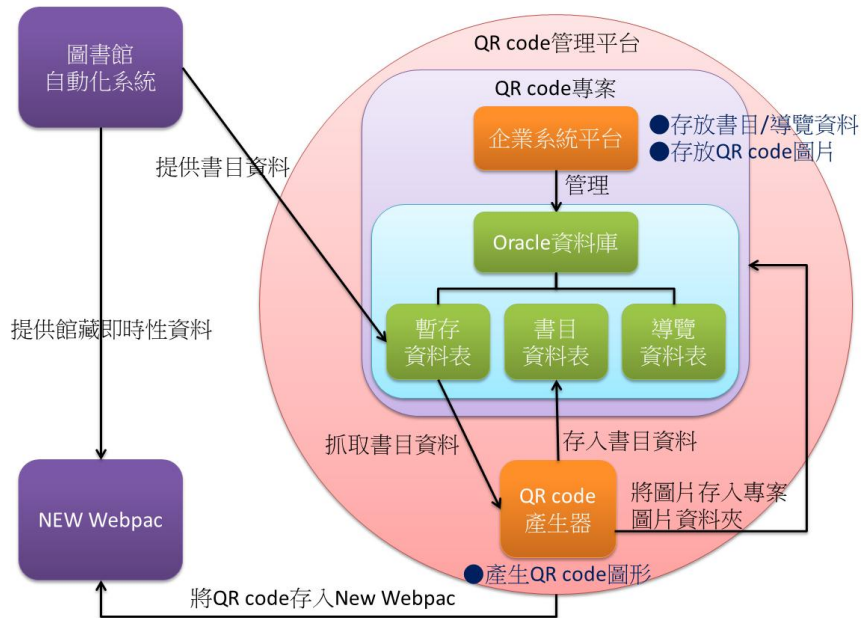 圖書館
自動化系統
QR code管理平台
QR code專案
企業系統平台
●存放書目/導覽資料
●存放QR code圖片
提供書目資料
管理
Oracle資料庫
提供館藏即時性資料
暫存
資料表
書目
資料表
導覽
資料表
抓取書目資料
存入書目資料
NEW Webpac
QR code
產生器
將圖片存入專案
圖片資料夾
●產生QR code圖形
將QR code存入New Webpac